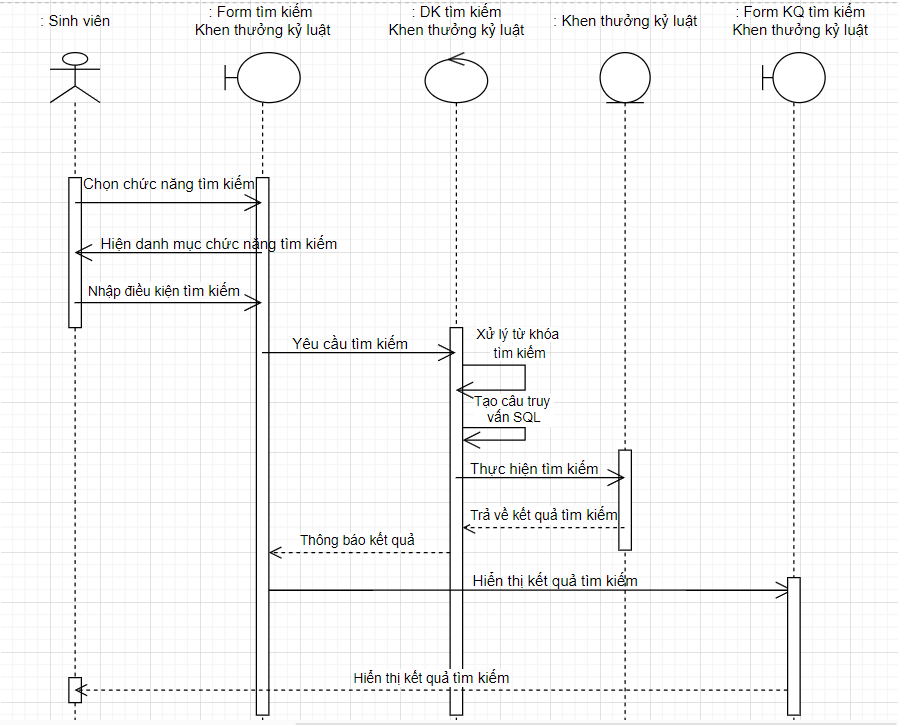 : Sinh viên
: Form tìm kiếm
Khen thưởng kỷ luật
: DK tìm kiếm
Khen thưởng kỷ luật
: Khen thưởng kỷ luật
: Form KQ tìm kiếm
Khen thưởng kỷ luật
Chọn chức năng tìm kiếm
Hiện danh mục chức năng tìm kiếm
Nhập điều kiện tìm kiếm
Yêu cầu tìm kiếm
Xử lý từ khóa
tìm kiếm
Tạo câu truy
vấn SQL
Thực hiện tìm kiếm
Trả về kết quả tìm kiếm
Thông báo kết quả
Hiển thị kết quả tìm kiếm
Hiển thị kết quả tìm kiếm